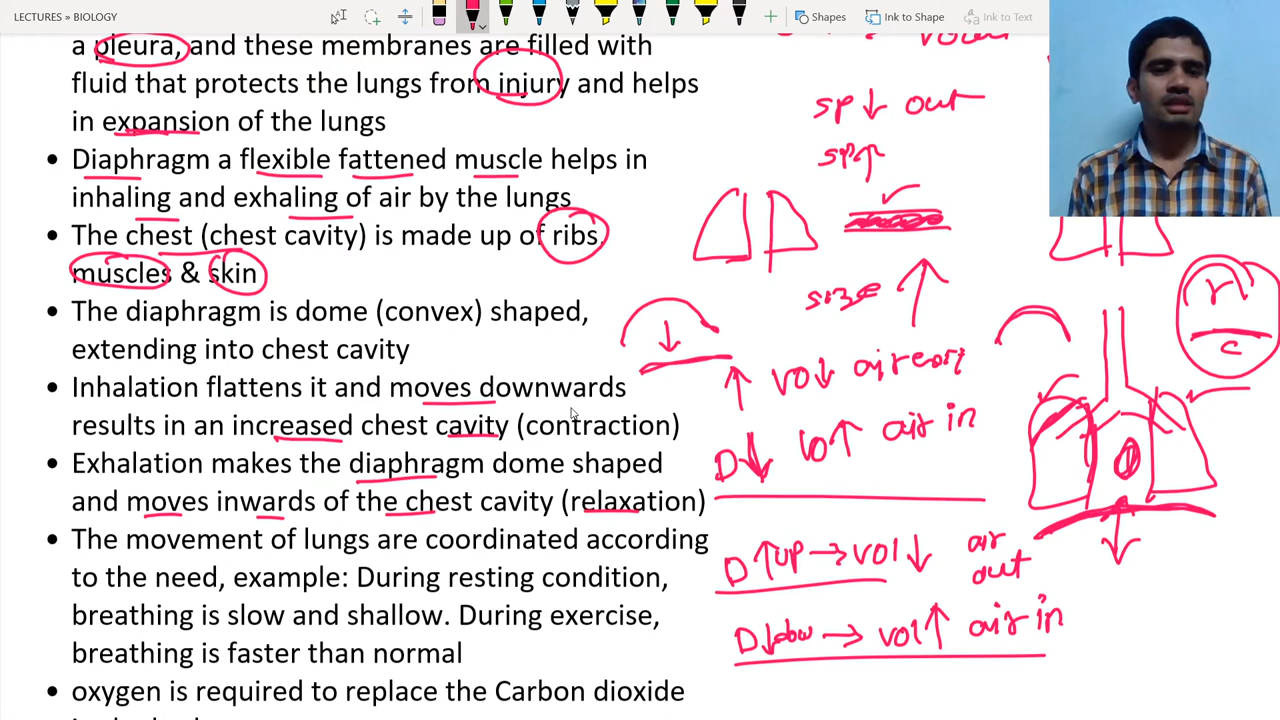 LECTURES » BIOLOGY
Shapes
Ink to Shape
Ink to Text
a pleura, and these membranes are filled with
fluid that protects the lungs from injury and helps
in expansion of the lungs
• Diaphragm a flexible fattened muscle helps in
inhaling and exhaling of air by the lungs
• The chest (chest cavity) is made up of ribs,
muscles & skin
• The diaphragm is dome (convex) shaped,
extending into chest cavity
• Inhalation flattens it and moves downwards
results in an increased chest cavity (contraction)
• Exhalation makes the diaphragm dome shaped
and moves inwards of the chest cavity (relaxation)
• The movement of lungs are coordinated according
to the need, example: During resting condition,
breathing is slow and shallow. During exercise,
breathing is faster than normal
• oxygen is required to replace the Carbon dioxide
SP↓ out
SP↑
size ↑
↑ VO↓ air out
D↓ VO↑ air in
D↑up → VOl↓ air
out
D↓dow → VOl↑ air in
r
c